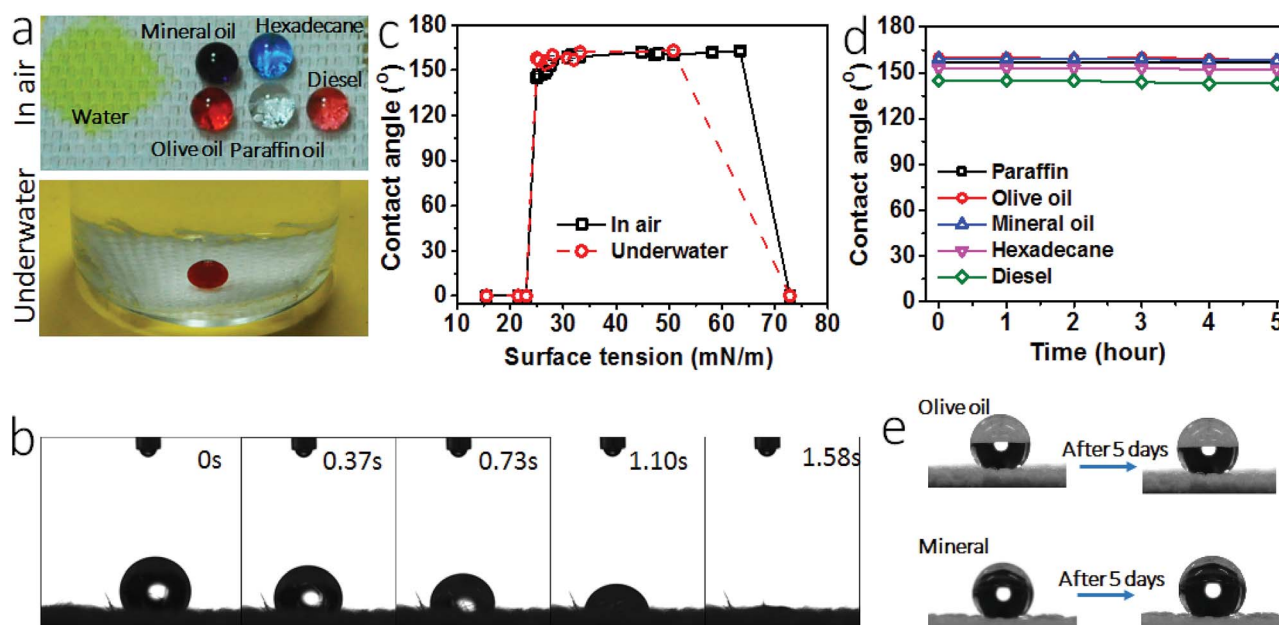 a
In air
Mineral oil
Hexadecane
Diesel
Water
Olive oil
Paraffin oil
Underwater
c
Contact angle (°)
180
150
120
90
60
30
0
In air
Underwater
10 20 30 40 50 60 70 80
Surface tension (mN/m)
d
Contact angle (°)
180
150
120
90
60
30
0
Paraffin
Olive oil
Mineral oil
Hexadecane
Diesel
0 1 2 3 4 5
Time (hour)
b
0s
0.37s
0.73s
1.10s
1.58s
e
Olive oil
After 5 days
Mineral
After 5 days